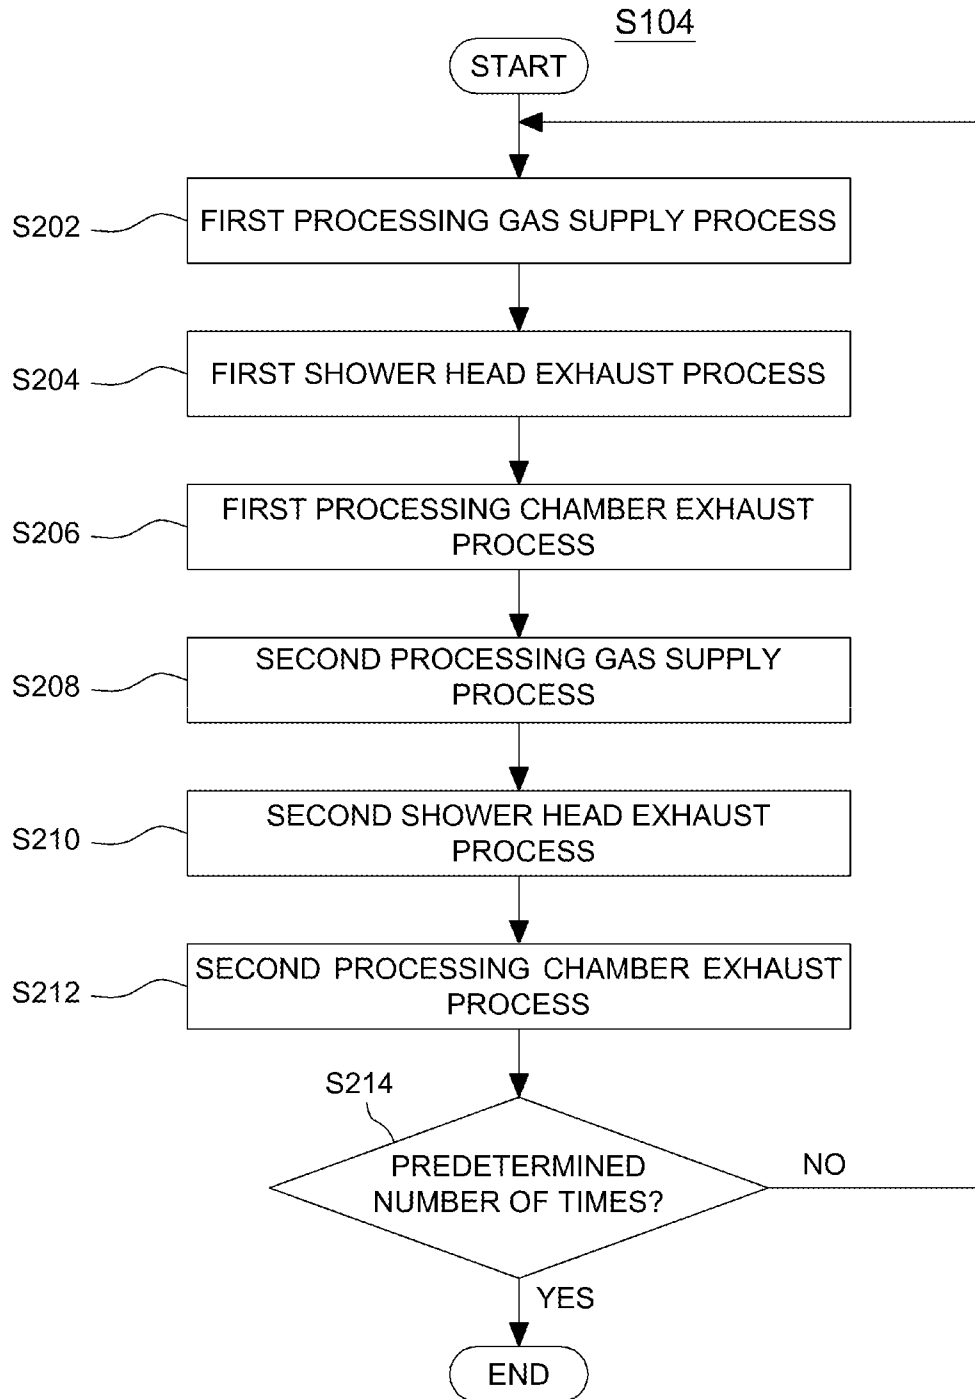 S104
START
S202
FIRST PROCESSING GAS SUPPLY PROCESS
S204
FIRST SHOWER HEAD EXHAUST PROCESS
S206
FIRST PROCESSING CHAMBER EXHAUST
PROCESS
S208
SECOND PROCESSING GAS SUPPLY
PROCESS
S210
SECOND SHOWER HEAD EXHAUST
PROCESS
S212
SECOND PROCESSING CHAMBER EXHAUST
PROCESS
S214
PREDETERMINED
NUMBER OF TIMES?
NO
YES
END